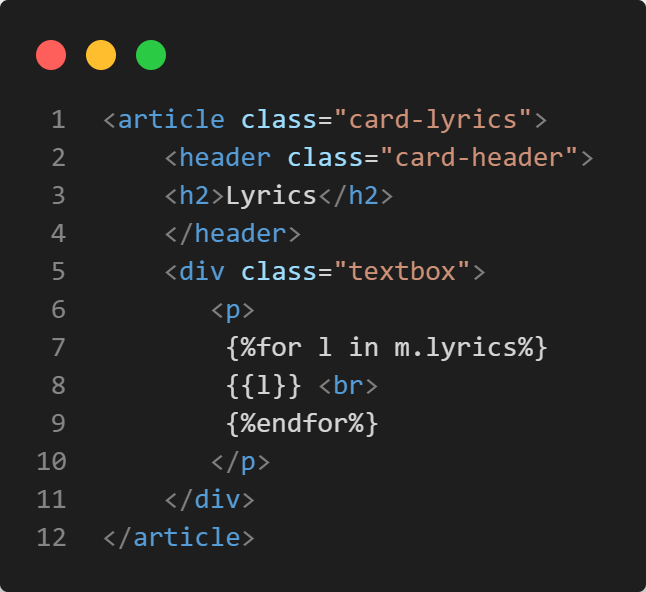 1 <article class="card-lyrics">
2     <header class="card-header">
3     <h2>Lyrics</h2>
4     </header>
5     <div class="textbox">
6        <p>
7         {%for l in m.lyrics%}
8         {{l}} <br>
9         {%endfor%}
10        </p>
11     </div>
12 </article>